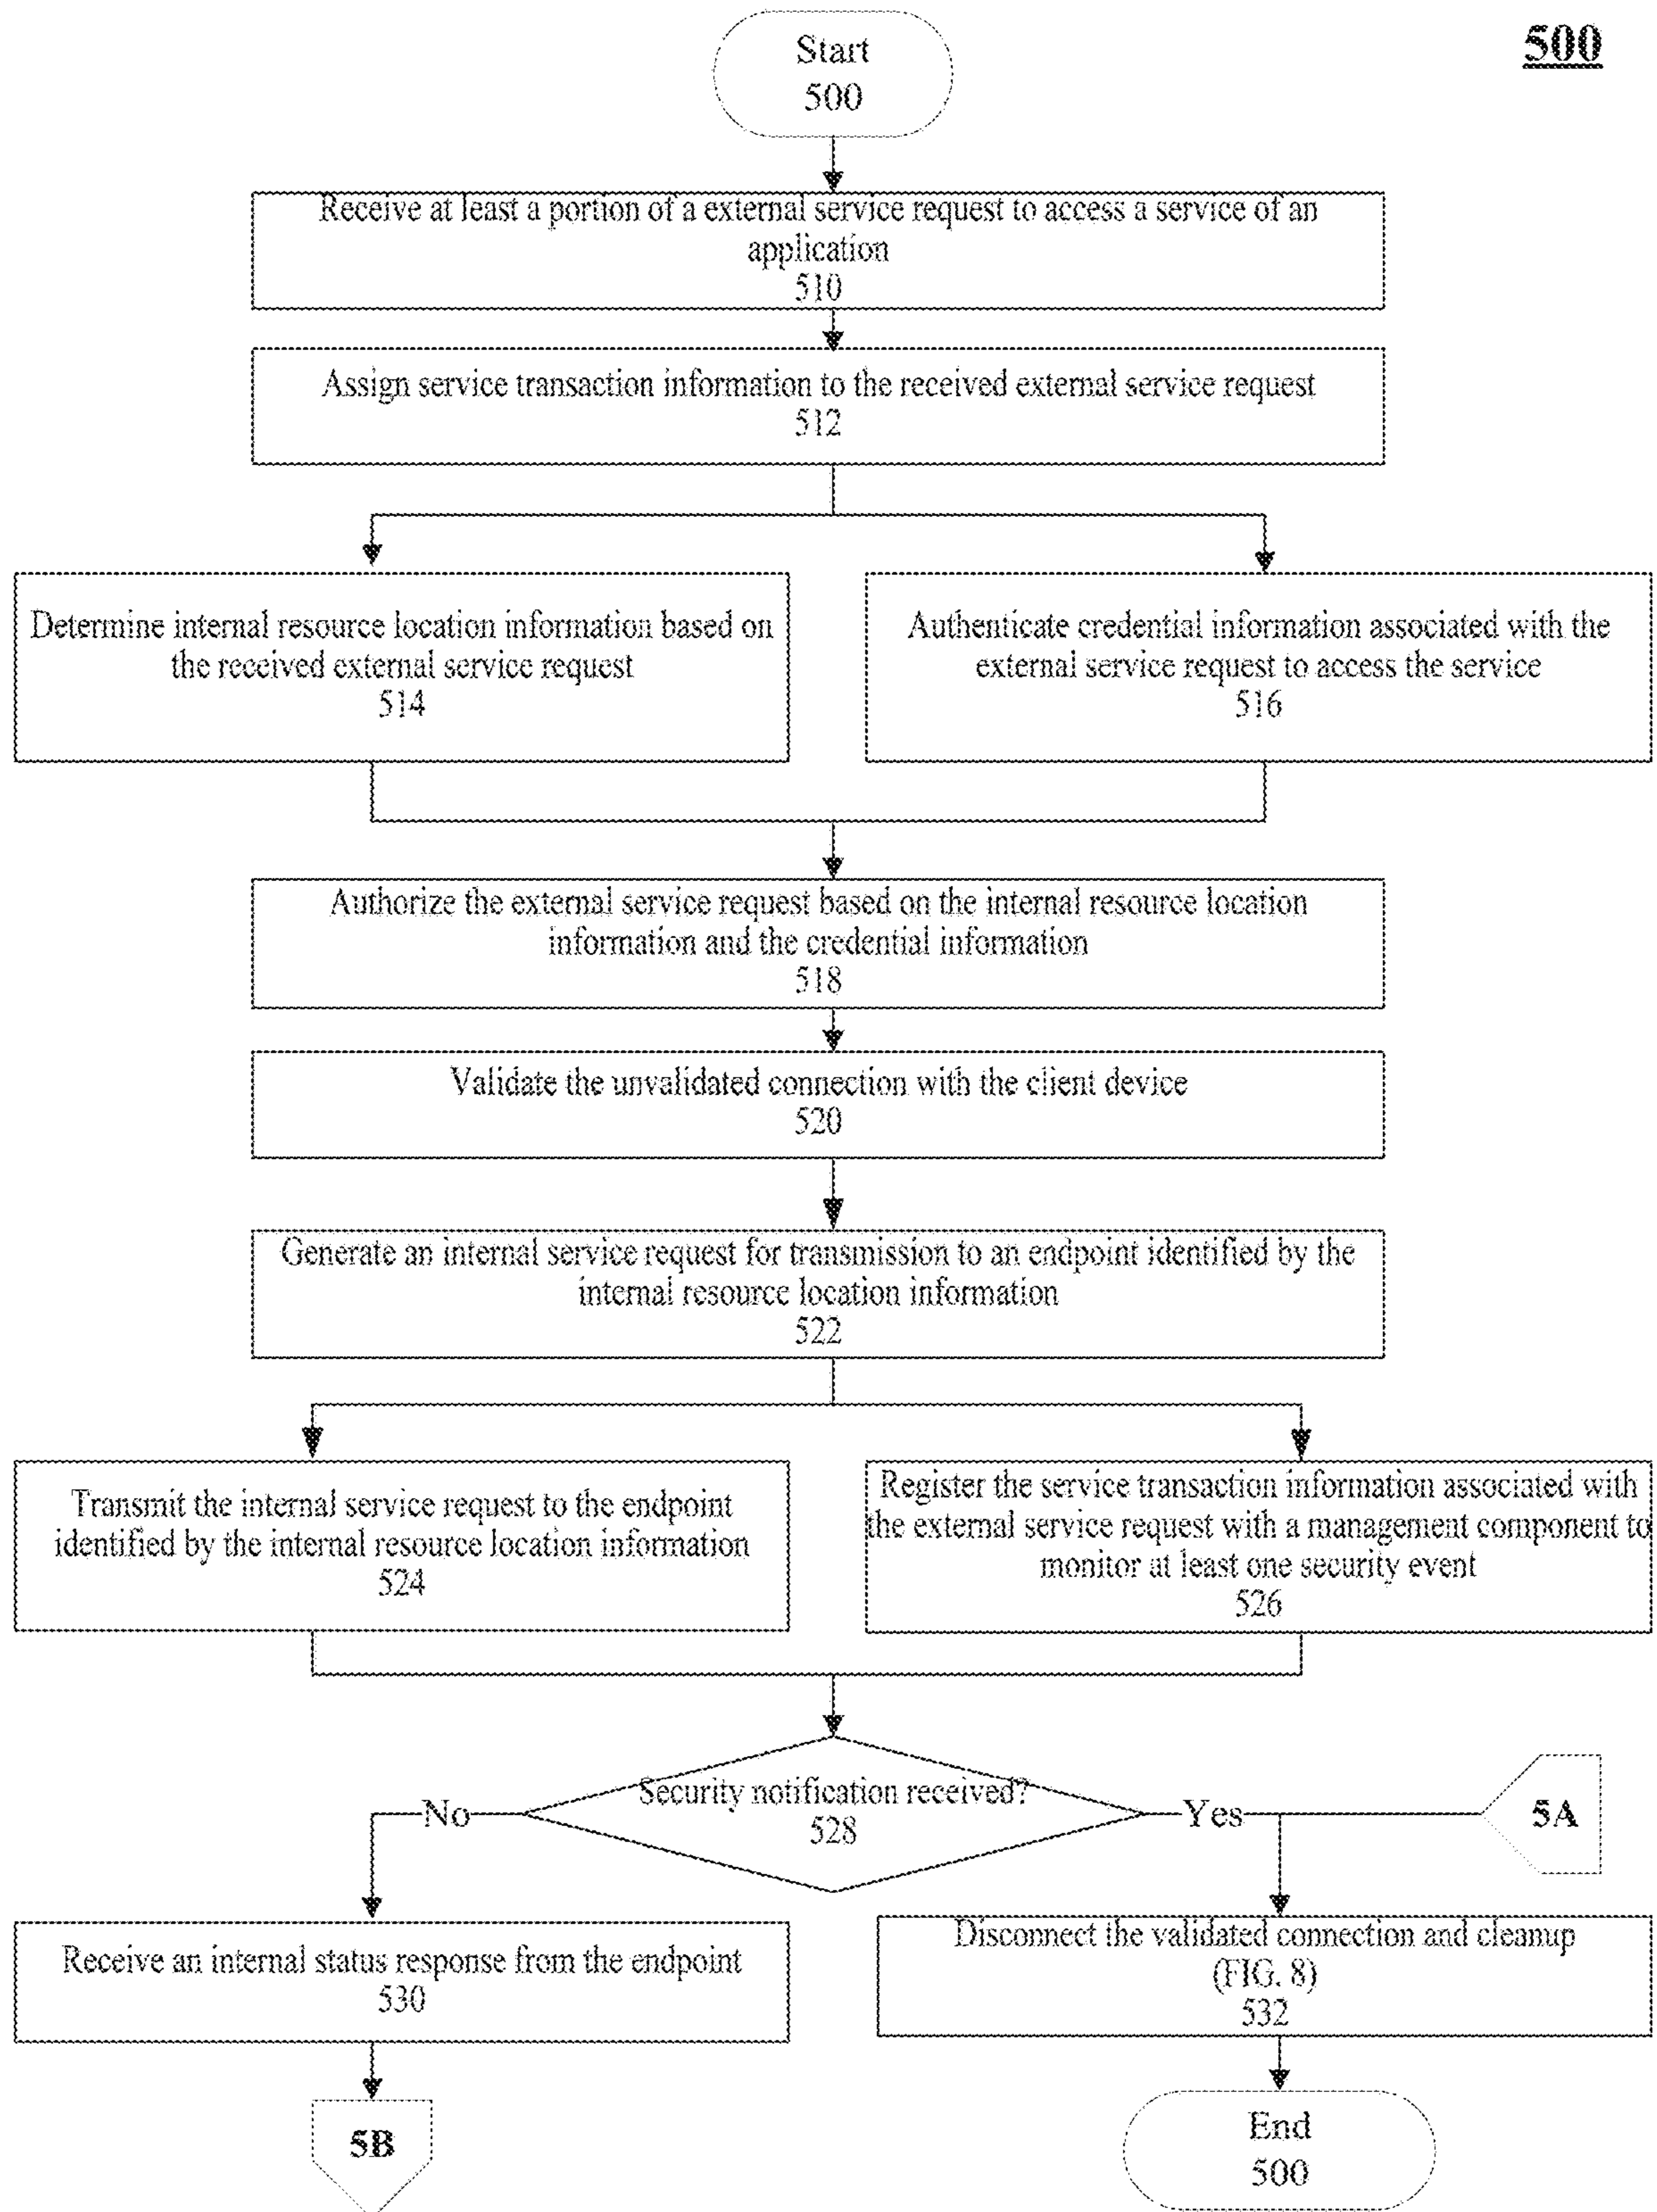 500
Start
500
Receive at least a portion of a external service request to access a service of an
application
510
Assign service transaction information to the received external service request
512
Determine internal resource location information based on
the received external service request
514
Authenticate credential information associated with the
external service request to access the service
516
Authorize the external service request based on the internal resource location
information and the credential information
518
Validate the unvalidated connection with the client device
520
Generate an internal service request for transmission to an endpoint identified by the
internal resource location information
522
Transmit the internal service request to the endpoint
identified by the internal resource location information
524
Register the service transaction information associated with
the external service request with a management component to
monitor at least one security event
526
Security notification received?
528
No
Yes
5A
Receive an internal status response from the endpoint
530
Disconnect the validated connection and cleanup
(FIG. 8)
532
5B
End
500